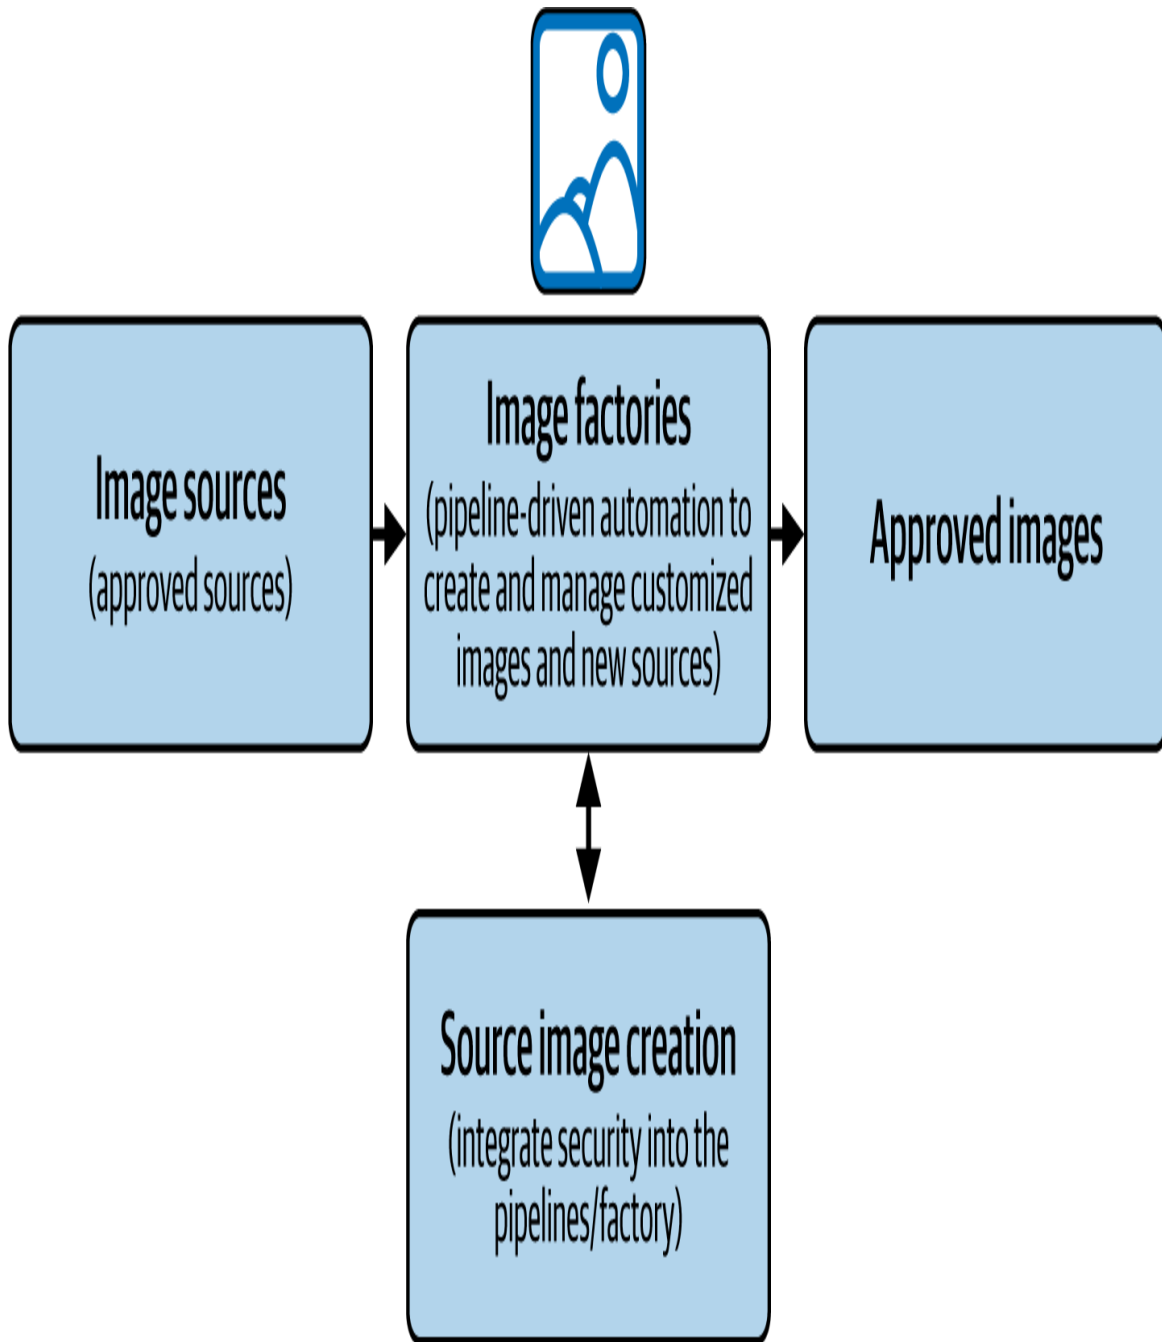 Image sources
(approved sources)
Image factories
(pipeline-driven automation to
create and manage customized
images and new sources)
Approved images
Source image creation
(integrate security into the
pipelines/factory)